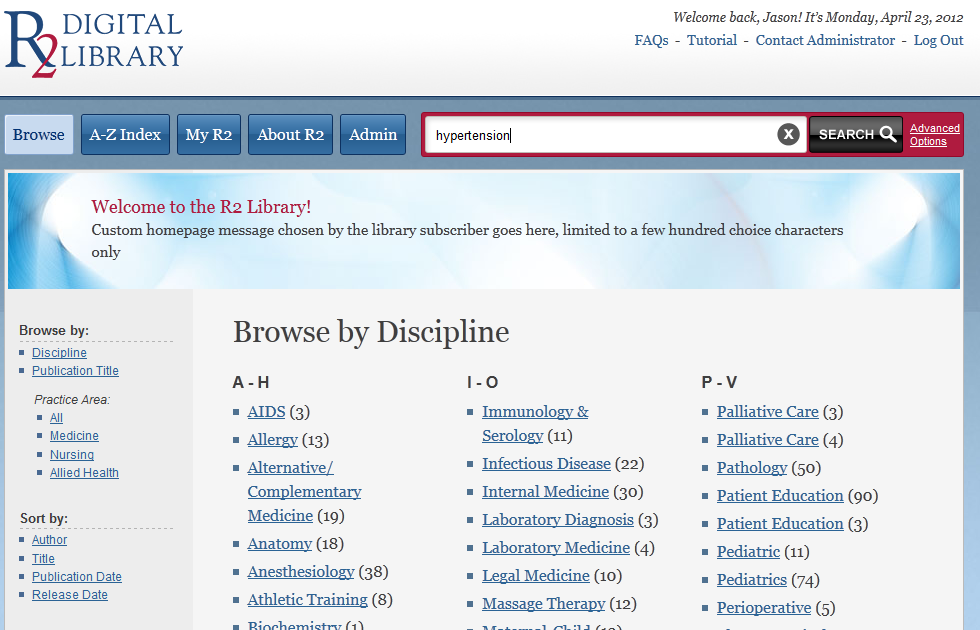 R2 DIGITAL LIBRARY
Welcome back, Jason! It's Monday, April 23, 2012
FAQs - Tutorial - Contact Administrator - Log Out
Browse
A-Z Index
My R2
About R2
Admin
hypertension
X
SEARCH
Advanced
Options
Welcome to the R2 Library!
Custom homepage message chosen by the library subscriber goes here, limited to a few hundred choice characters
only
Browse by:
Discipline
Publication Title
Practice Area:
All
Medicine
Nursing
Allied Health
Sort by:
Author
Title
Publication Date
Release Date
Browse by Discipline
A - H
AIDS (3)
Allergy (13)
Alternative/
Complementary
Medicine (19)
Anatomy (18)
Anesthesiology (38)
Athletic Training (8)
Biochemistry (1)
I - O
Immunology &
Serology (11)
Infectious Disease (22)
Internal Medicine (30)
Laboratory Diagnosis (3)
Laboratory Medicine (4)
Legal Medicine (10)
Massage Therapy (12)
Maternal-Child
P - V
Palliative Care (3)
Palliative Care (4)
Pathology (50)
Patient Education (90)
Patient Education (3)
Pediatric (11)
Pediatrics (74)
Perioperative (5)